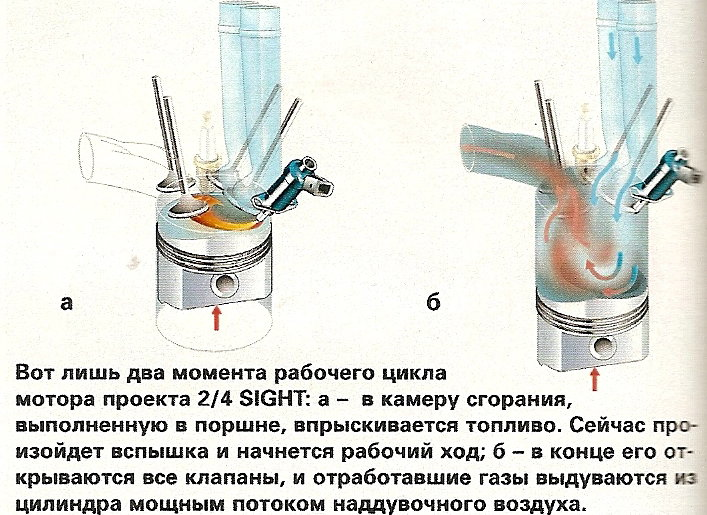 а
б
Вот лишь два момента рабочего цикла
мотора проекта 2/4 SIGHT: а – в камеру сгорания,
выполненную в поршне, впрыскивается топливо. Сейчас про-
изойдет вспышка и начнется рабочий ход; б – в конце его от-
крываются все клапаны, и отработавшие газы выдуваются из
цилиндра мощным потоком наддувочного воздуха.